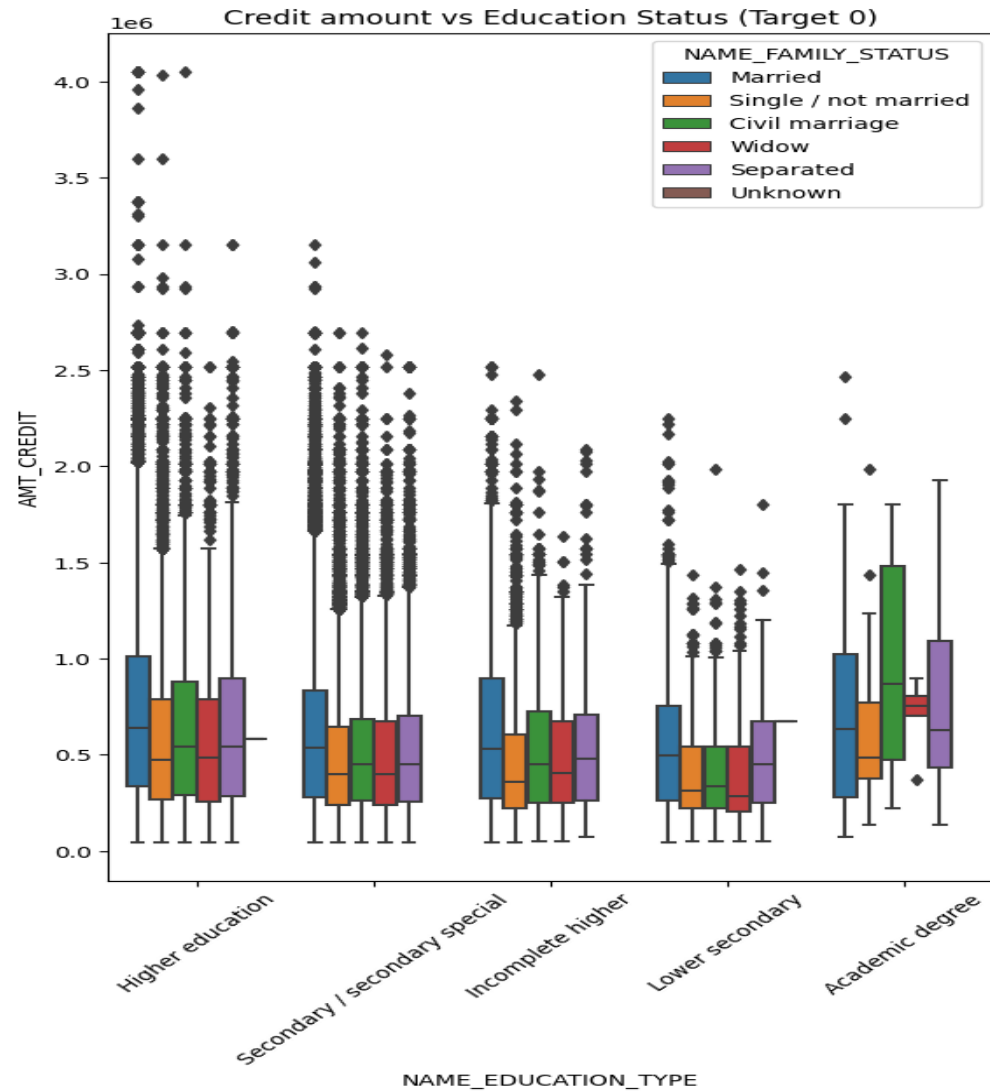 Credit amount vs Education Status (Target 0)
1e6
NAME_FAMILY_STATUS
Married
Single / not married
Civil marriage
Widow
Separated
Unknown
4.0
3.5
3.0
2.5
2.0
1.5
1.0
0.5
0.0
AMT_CREDIT
Higher education
Secondary / secondary special
Incomplete higher
Lower secondary
Academic degree
NAME_EDUCATION_TYPE